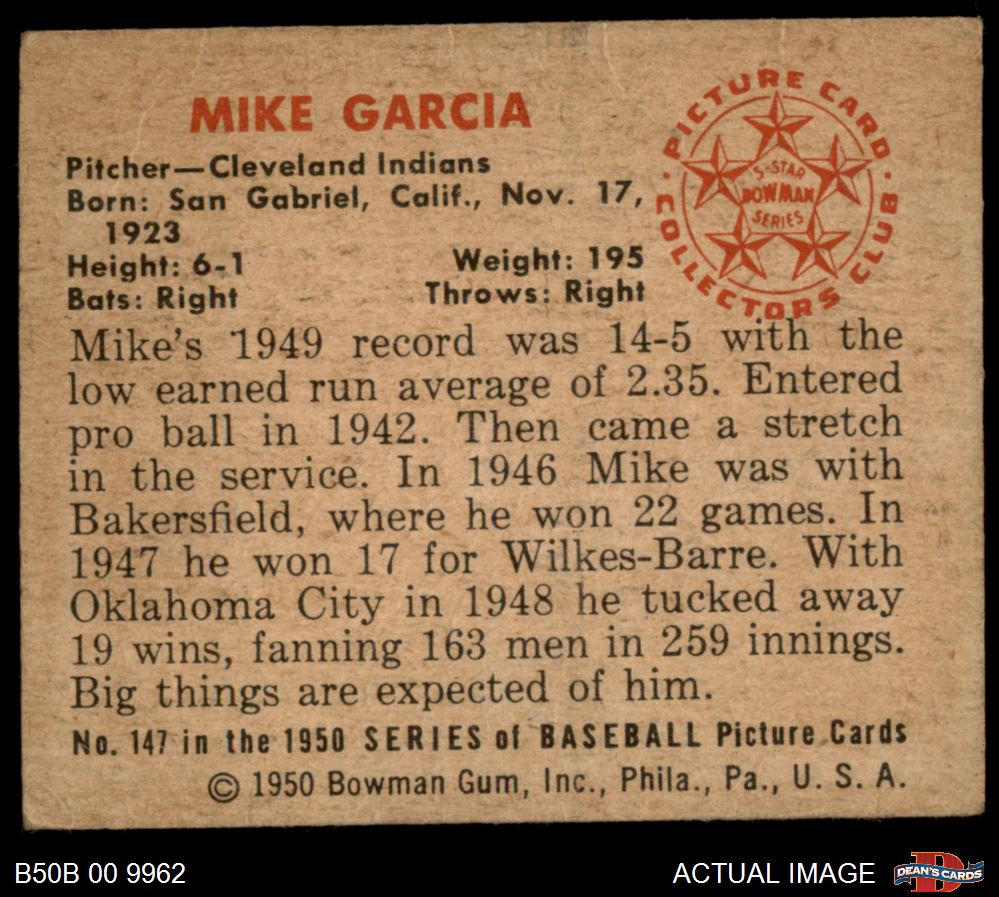 MIKE GARCIA
Pitcher—Cleveland Indians
Born: San Gabriel, Calif., Nov. 17,
1923
Height: 6-1 Weight: 195
Bats: Right Throws: Right
PICTURE CARD
COLLECTORS CLUB
5-STAR
BOWMAN
SERIES
Mike's 1949 record was 14-5 with the
low earned run average of 2.35. Entered
pro ball in 1942. Then came a stretch
in the service. In 1946 Mike was with
Bakersfield, where he won 22 games. In
1947 he won 17 for Wilkes-Barre. With
Oklahoma City in 1948 he tucked away
19 wins, fanning 163 men in 259 innings.
Big things are expected of him.
No. 147 in the 1950 SERIES of BASEBALL Picture Cards
© 1950 Bowman Gum, Inc., Phila., Pa., U. S. A.
B50B 00 9962
ACTUAL IMAGE
D
DEAN'S CARDS